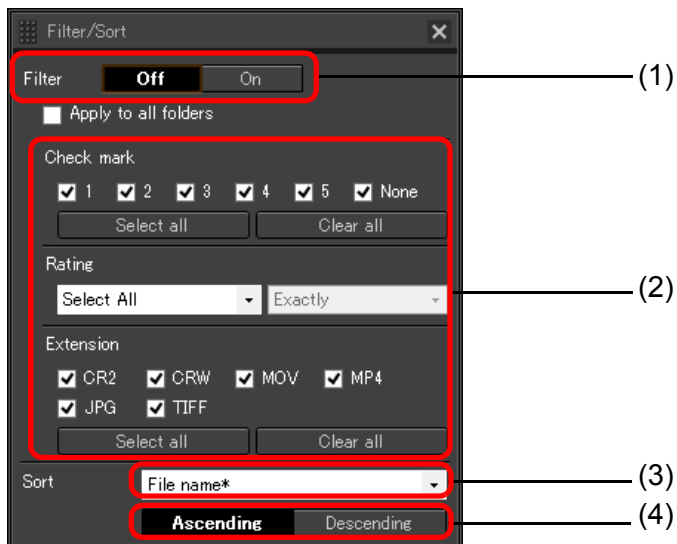 Filter/Sort
Filter Off On (1)
Apply to all folders
Check mark
1 2 3 4 5 None
Select all Clear all
Rating
Select All Exactly (2)
Extension
CR2 CRW MOV MP4
JPG TIFF
Select all Clear all
Sort File name* (3)
Ascending Descending (4)